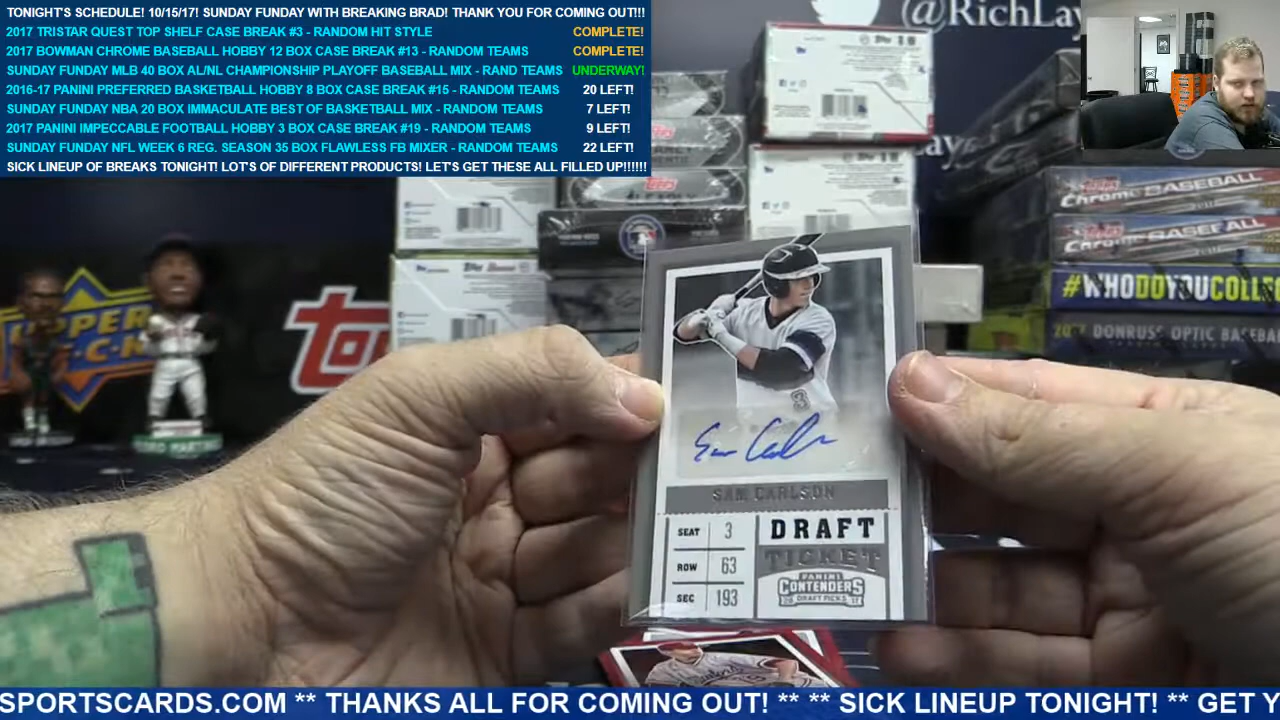 TONIGHT'S SCHEDULE! 10/15/17! SUNDAY FUNDAY WITH BREAKING BRAD! THANK YOU FOR COMING OUT!!!
2017 TRISTAR QUEST TOP SHELF CASE BREAK #3 - RANDOM HIT STYLE COMPLETE!
2017 BOWMAN CHROME BASEBALL HOBBY 12 BOX CASE BREAK #13 - RANDOM TEAMS COMPLETE!
SUNDAY FUNDAY MLB 40 BOX AL/NL CHAMPIONSHIP PLAYOFF BASEBALL MIX - RAND TEAMS UNDERWAY!
2016-17 PANINI PREFERRED BASKETBALL HOBBY 8 BOX CASE BREAK #15 - RANDOM TEAMS 20 LEFT!
SUNDAY FUNDAY NBA 20 BOX IMMACULATE BEST OF BASKETBALL MIX - RANDOM TEAMS 7 LEFT!
2017 PANINI IMPECCABLE FOOTBALL HOBBY 3 BOX CASE BREAK #19 - RANDOM TEAMS 9 LEFT!
SUNDAY FUNDAY NFL WEEK 6 REG. SEASON 35 BOX FLAWLESS FB MIXER - RANDOM TEAMS 22 LEFT!
SICK LINEUP OF BREAKS TONIGHT! LOT'S OF DIFFERENT PRODUCTS! LET'S GET THESE ALL FILLED UP!!!!!!
@RichLay
Topps
Topps
Topps
Chrome BASEBALL
Topps
Chrome BASEBALL
#WHODOYOUCOLLE
2017 DONRUSS OPTIC BASEBA
UPPER
Sam Carlson
SAM CARLSON
SEAT 3
ROW 63
SEC 193
DRAFT
TICKET
PANINI
CONTENDERS
DRAFT PICKS
SPORTSCARDS.COM ** THANKS ALL FOR COMING OUT! ** ** SICK LINEUP TONIGHT! ** GET Y